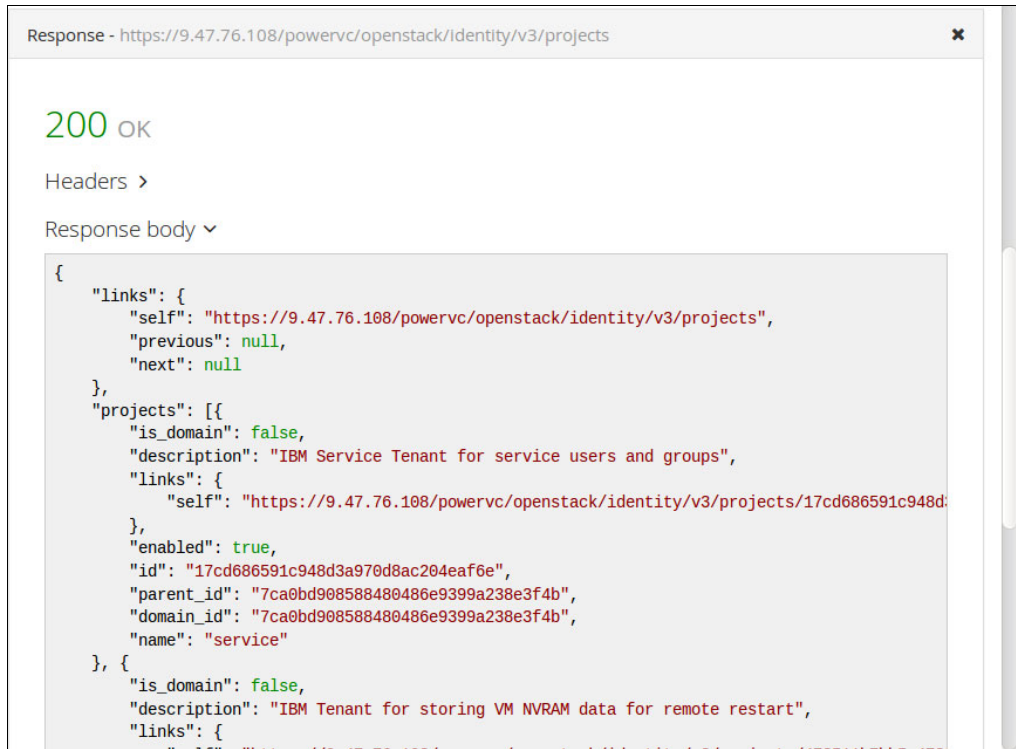 Response - https://9.47.76.108/powervc/openstack/identity/v3/projects ✖
200 OK
Headers >
Response body
{
    "links": {
        "self": "https://9.47.76.108/powervc/openstack/identity/v3/projects",
        "previous": null,
        "next": null
    },
    "projects": [{
        "is_domain": false,
        "description": "IBM Service Tenant for service users and groups",
        "links": {
            "self": "https://9.47.76.108/powervc/openstack/identity/v3/projects/17cd686591c948d
        },
        "enabled": true,
        "id": "17cd686591c948d3a970d8ac204eaf6e",
        "parent_id": "7ca0bd908588480486e9399a238e3f4b",
        "domain_id": "7ca0bd908588480486e9399a238e3f4b",
        "name": "service"
    }, {
        "is_domain": false,
        "description": "IBM Tenant for storing VM NVRAM data for remote restart",
        "links": {